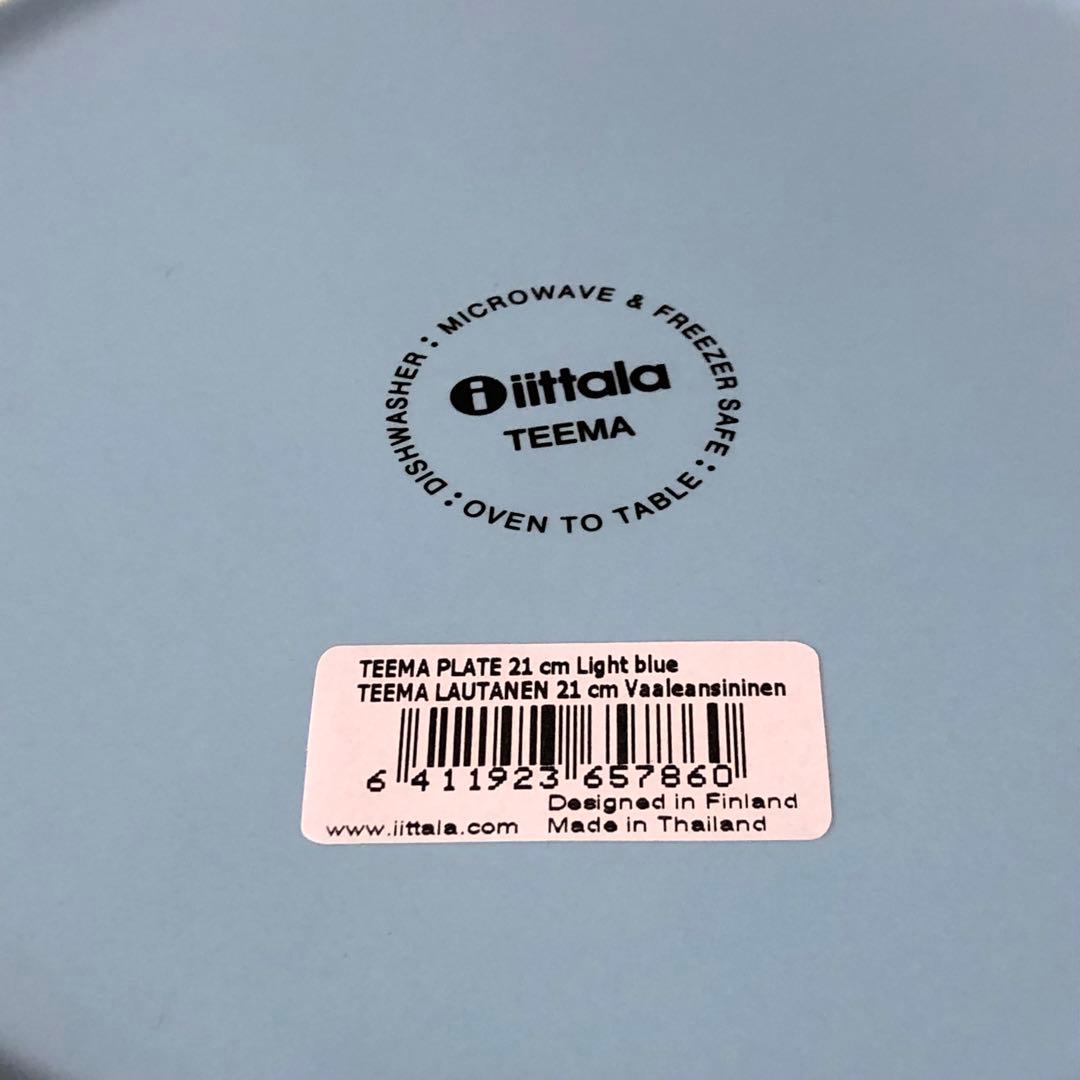 DISHWASHER : MICROWAVE & FREEZER SAFE : OVEN TO TABLE :
i iittala
TEEMA
TEEMA PLATE 21 cm Light blue
TEEMA LAUTANEN 21 cm Vaaleansininen
6 411923 657860
Designed in Finland
www.iittala.com Made in Thailand